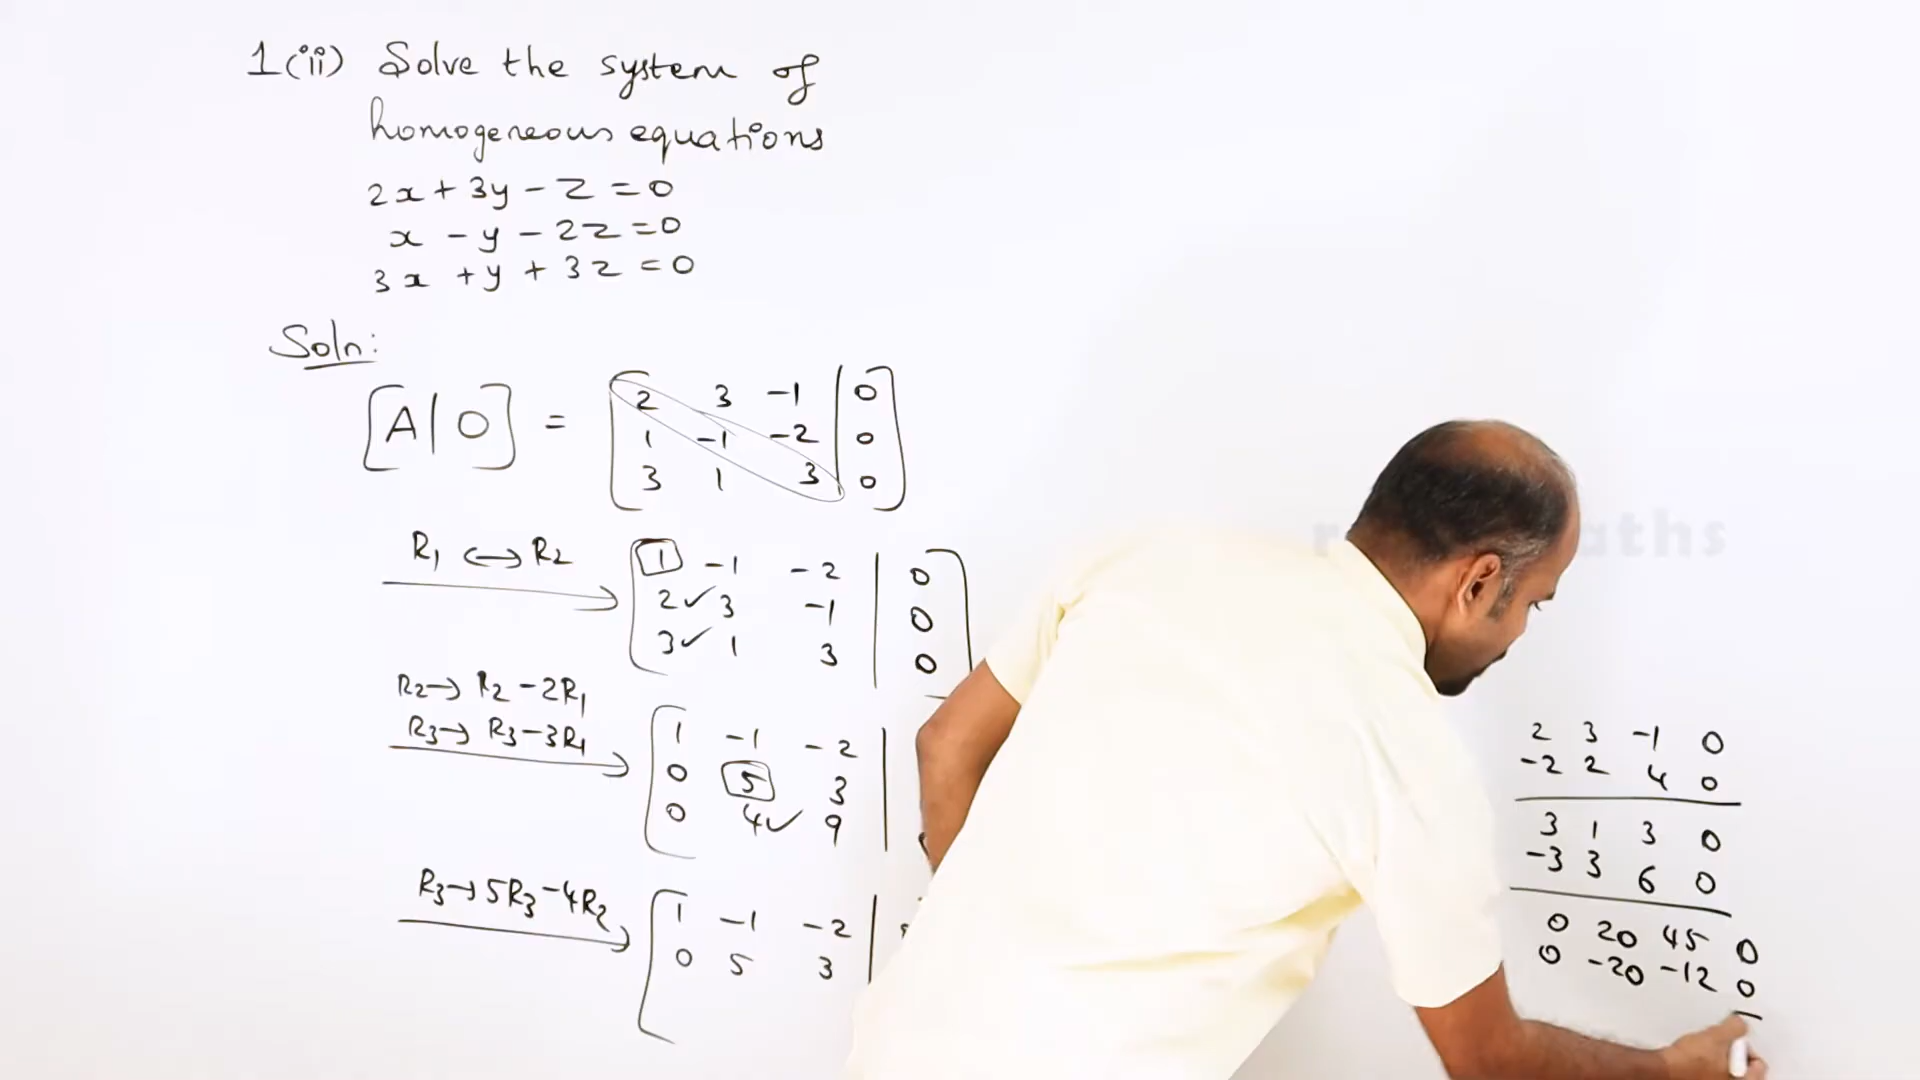 1(ii) Solve the system of
homogeneous equations
2x + 3y - z = 0
x - y - 2z = 0
3x + y + 3z = 0
Soln:
[A | O] = [ 2 3 -1 | 0
1 -1 -2 | 0
3 1 3 | 0 ]
R₁ ↔ R₂ [ 1 -1 -2 | 0
2 ✓ 3 -1 0
3 ✓ 1 3 0
R₂ → R₂ - 2R₁
R₃ → R₃ - 3R₁ [ 1 -1 -2 |
0 5 3
0 4 ✓ 9
R₃ → 5R₃ - 4R₂ [ 1 -1 -2 |
0 5 3
2 3 -1 0
-2 2 4 0
3 1 3 0
-3 3 6 0
0 20 45 0
0 -20 -12 0